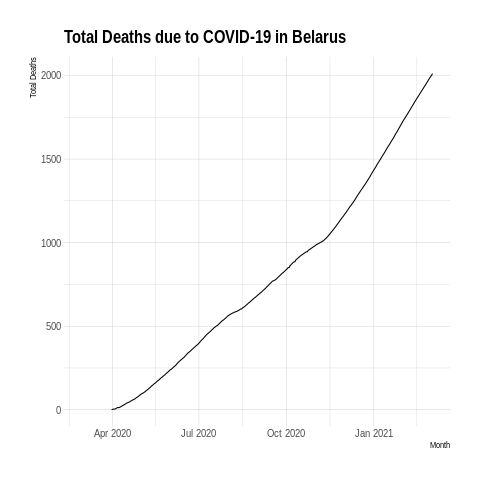 Total Deaths due to COVID-19 in Belarus
Total Deaths
2000
1500
1000
500
0
Apr 2020
Jul 2020
Oct 2020
Jan 2021
Month